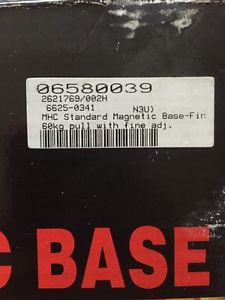 06580039
2621769/002H
6625-0341 N3U)
MHC Standard Magnetic Base-Fin
60kg pull with fine adj.
C BASE